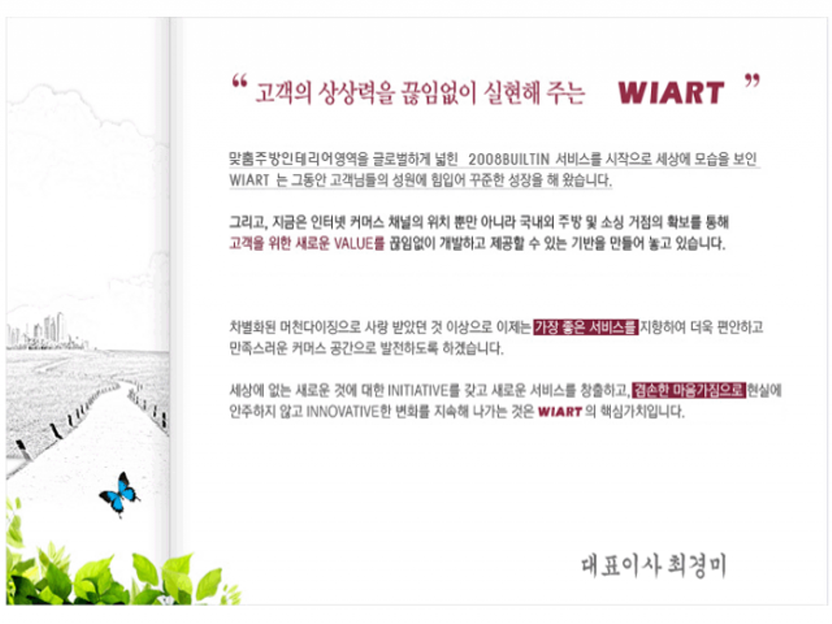 “ 고객의 상상력을 끊임없이 실현해 주는 WIART ”
맞춤주방인테리어영역을 글로벌하게 넓힌 2008BUILTIN 서비스를 시작으로 세상에 모습을 보인
WIART 는 그동안 고객님들의 성원에 힘입어 꾸준한 성장을 해 왔습니다.
그리고, 지금은 인터넷 커머스 채널의 위치 뿐만 아니라 국내외 주방 및 소싱 거점의 확보를 통해
고객을 위한 새로운 VALUE를 끊임없이 개발하고 제공할 수 있는 기반을 만들어 놓고 있습니다.
차별화된 머천다이징으로 사랑 받았던 것 이상으로 이제는 가장 좋은 서비스를 지향하여 더욱 편안하고
만족스러운 커머스 공간으로 발전하도록 하겠습니다.
세상에 없는 새로운 것에 대한 INITIATIVE를 갖고 새로운 서비스를 창출하고, 겸손한 마음가짐으로 현실에
안주하지 않고 INNOVATIVE한 변화를 지속해 나가는 것은 WIART 의 핵심가치입니다.
대표이사 최경미